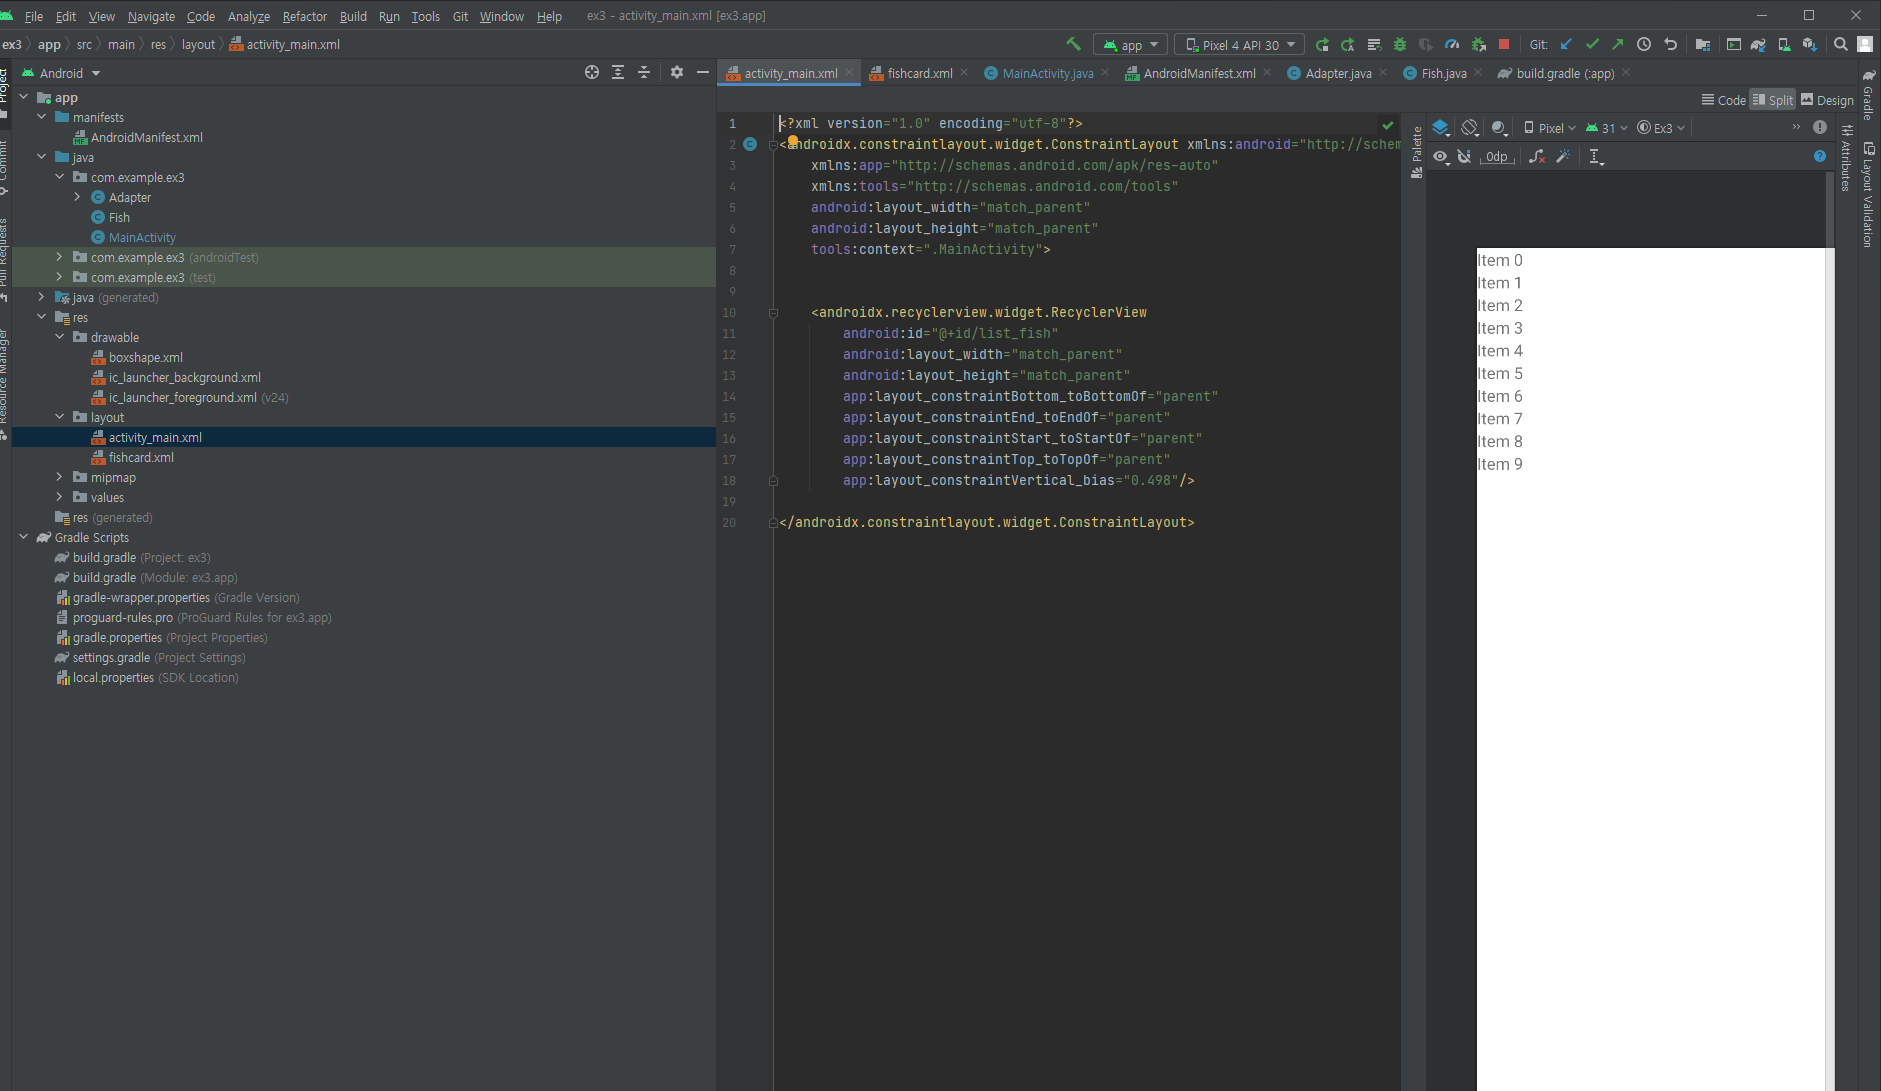 File Edit View Navigate Code Analyze Refactor Build Run Tools Git Window Help ex3 - activity_main.xml [ex3.app]
ex3 app src main res layout activity_main.xml app Pixel 4 API 30 Git:
Android
activity_main.xml fishcard.xml MainActivity.java AndroidManifest.xml Adapter.java Fish.java build.gradle (:app)
Code Split Design
Project
Commit
Pull Requests
Resource Manager
app
manifests
AndroidManifest.xml
java
com.example.ex3
Adapter
Fish
MainActivity
com.example.ex3 (androidTest)
com.example.ex3 (test)
java (generated)
res
drawable
boxshape.xml
ic_launcher_background.xml
ic_launcher_foreground.xml (v24)
layout
activity_main.xml
fishcard.xml
mipmap
values
res (generated)
Gradle Scripts
build.gradle (Project: ex3)
build.gradle (Module: ex3.app)
gradle-wrapper.properties (Gradle Version)
proguard-rules.pro (ProGuard Rules for ex3.app)
gradle.properties (Project Properties)
settings.gradle (Project Settings)
local.properties (SDK Location)
1 <?xml version="1.0" encoding="utf-8"?>
2 <androidx.constraintlayout.widget.ConstraintLayout xmlns:android="http://schem
3 xmlns:app="http://schemas.android.com/apk/res-auto"
4 xmlns:tools="http://schemas.android.com/tools"
5 android:layout_width="match_parent"
6 android:layout_height="match_parent"
7 tools:context=".MainActivity">
8
9
10 <androidx.recyclerview.widget.RecyclerView
11 android:id="@+id/list_fish"
12 android:layout_width="match_parent"
13 android:layout_height="match_parent"
14 app:layout_constraintBottom_toBottomOf="parent"
15 app:layout_constraintEnd_toEndOf="parent"
16 app:layout_constraintStart_toStartOf="parent"
17 app:layout_constraintTop_toTopOf="parent"
18 app:layout_constraintVertical_bias="0.498"/>
19
20 </androidx.constraintlayout.widget.ConstraintLayout>
Palette
Pixel 31 Ex3
0dp
Item 0
Item 1
Item 2
Item 3
Item 4
Item 5
Item 6
Item 7
Item 8
Item 9
Attributes
Gradle
Layout Validation